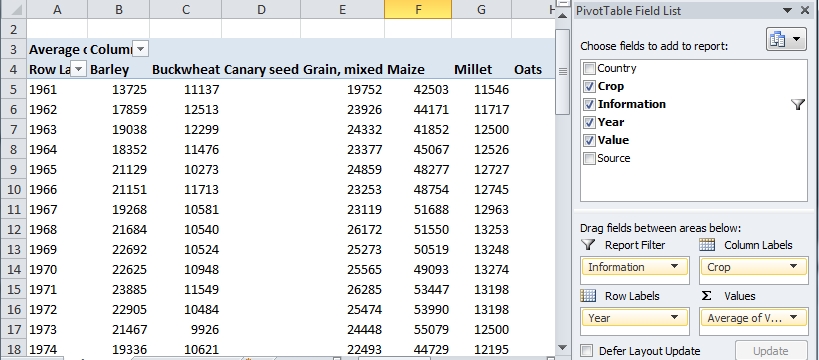 A B C D E F G H
2
3 Average c Column
4 Row La Barley Buckwheat Canary seed Grain, mixed Maize Millet Oats
5 1961 13725 11137 19752 42503 11546
6 1962 17859 12513 23926 44171 11717
7 1963 19038 12299 24332 41852 12500
8 1964 18352 11476 23377 45067 12526
9 1965 21129 10273 24859 48277 12727
10 1966 21151 11713 23253 48754 12745
11 1967 19268 10581 23119 51688 12963
12 1968 21684 10540 26172 51550 13253
13 1969 22692 10524 25273 50519 13248
14 1970 22625 10948 25565 49093 13274
15 1971 23885 11549 26285 53447 13198
16 1972 22905 10484 25474 53990 13198
17 1973 21467 9926 24448 55079 12500
18 1974 19336 10621 22493 44729 12195
PivotTable Field List
Choose fields to add to report:
Country
Crop
Information
Year
Value
Source
Drag fields between areas below:
Report Filter Column Labels
Information Crop
Row Labels Σ Values
Year Average of V...
Defer Layout Update Update